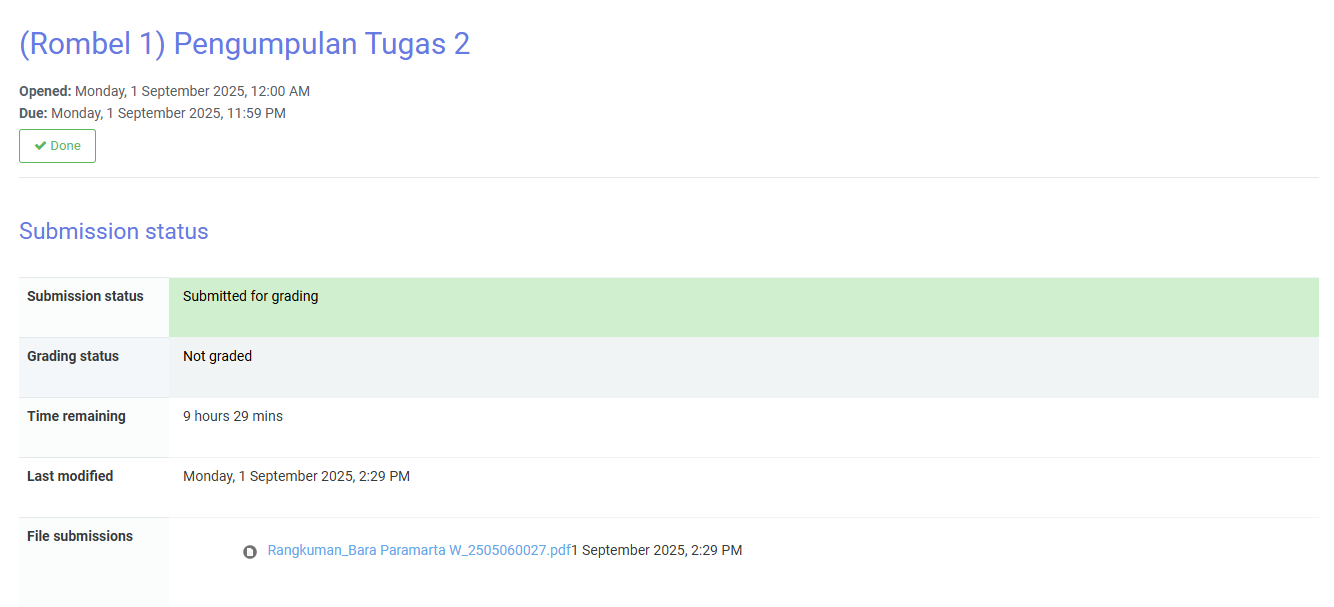 (Rombel 1) Pengumpulan Tugas 2
Opened: Monday, 1 September 2025, 12:00 AM
Due: Monday, 1 September 2025, 11:59 PM
Done
Submission status
Submission status Submitted for grading
Grading status Not graded
Time remaining 9 hours 29 mins
Last modified Monday, 1 September 2025, 2:29 PM
File submissions
Rangkuman_Bara Paramarta W_2505060027.pdf1 September 2025, 2:29 PM